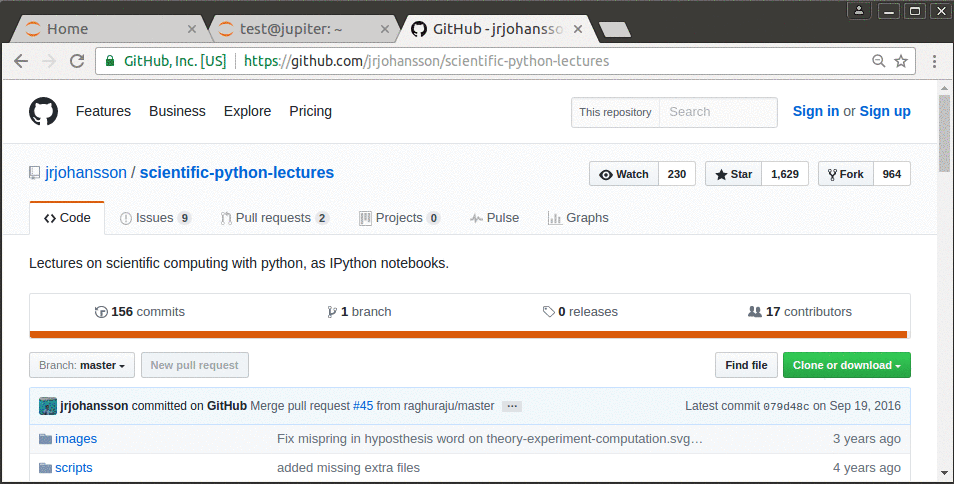 Home
test@jupiter: ~
GitHub - jrjohansso
GitHub, Inc. [US]
https://github.com/jrjohansson/scientific-python-lectures
Features Business Explore Pricing
This repository Search
Sign in or Sign up
jrjohansson / scientific-python-lectures
Watch 230 Star 1,629 Fork 964
Code Issues 9 Pull requests 2 Projects 0 Pulse Graphs
Lectures on scientific computing with python, as IPython notebooks.
156 commits 1 branch 0 releases 17 contributors
Branch: master New pull request Find file Clone or download
jrjohansson committed on GitHub Merge pull request #45 from raghuraju/master ... Latest commit 079d48c on Sep 19, 2016
images Fix mispring in hyposthesis word on theory-experiment-computation.svg… 3 years ago
scripts added missing extra files 4 years ago